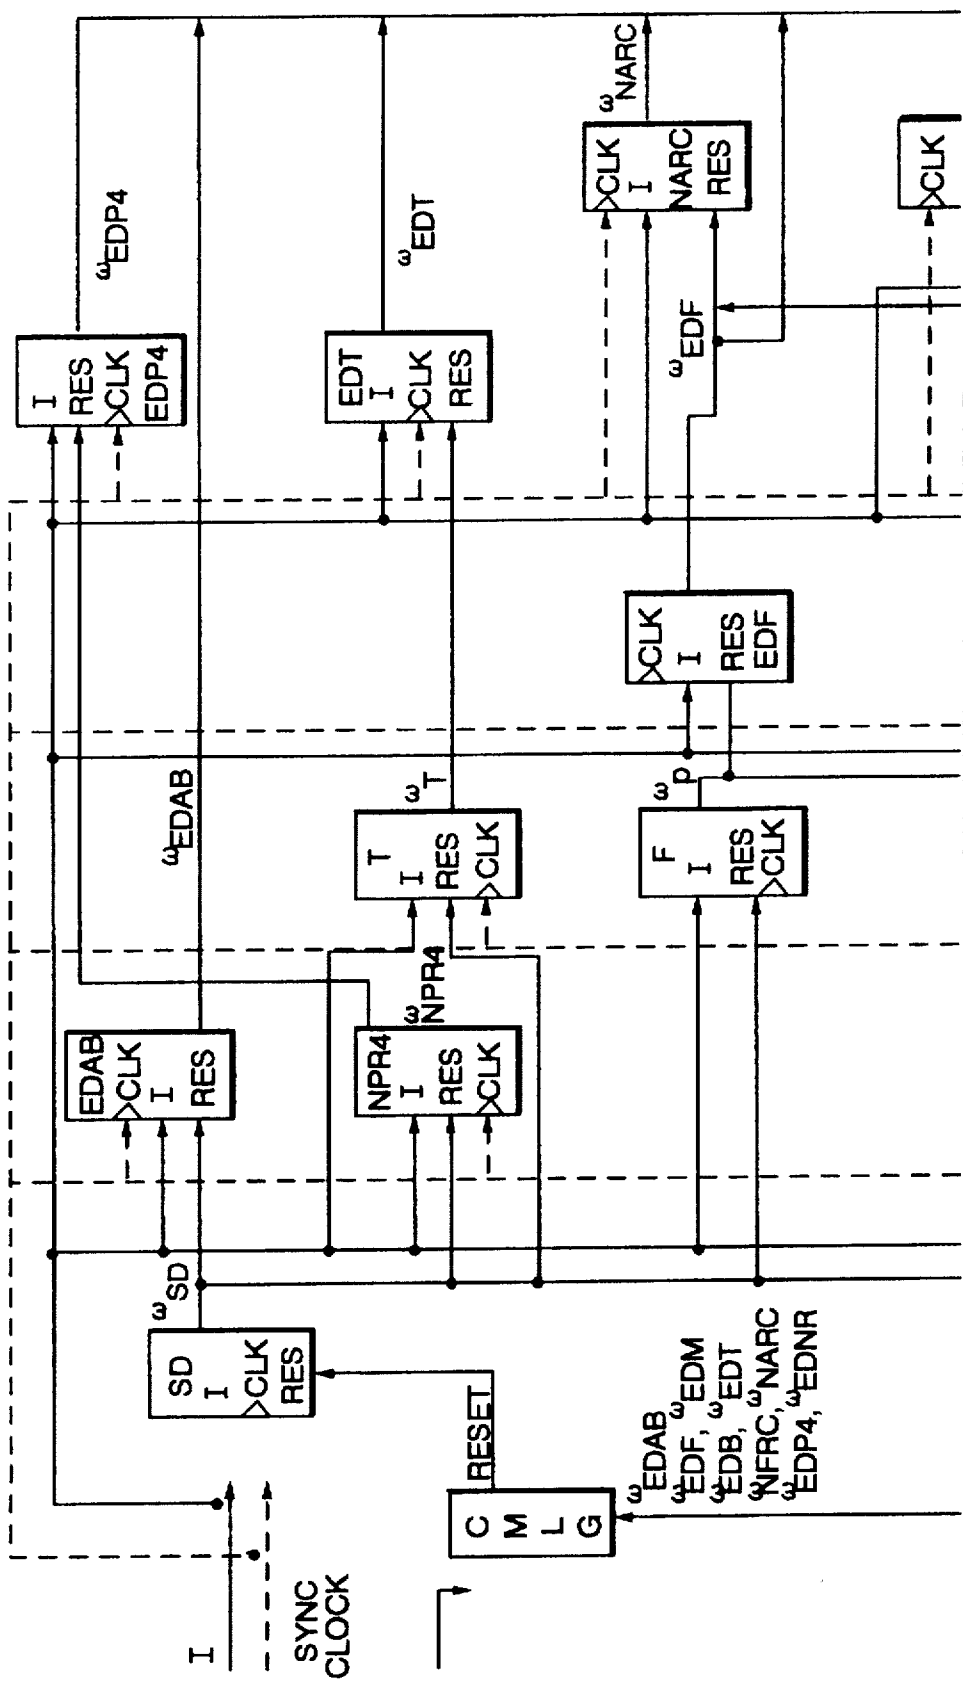 I
SYNC
CLOCK
C
M
L
G
RESET
ωEDAB
ωEDF, ωEDM
ωEDB, ωEDT
ωNFRC, ωNARC
ωEDP4, ωEDNR
SD
I
CLK
RES
ωSD
EDAB
CLK
I
RES
ωEDAB
NPR4
I
RES
CLK
ωNPR4
T
I
RES
CLK
ωT
F
I
RES
CLK
ωp
CLK
I
RES
EDF
ωEDF
I
RES
CLK
EDP4
ωEDP4
EDT
I
CLK
RES
ωEDT
CLK
I
NARC
RES
ωNARC
CLK